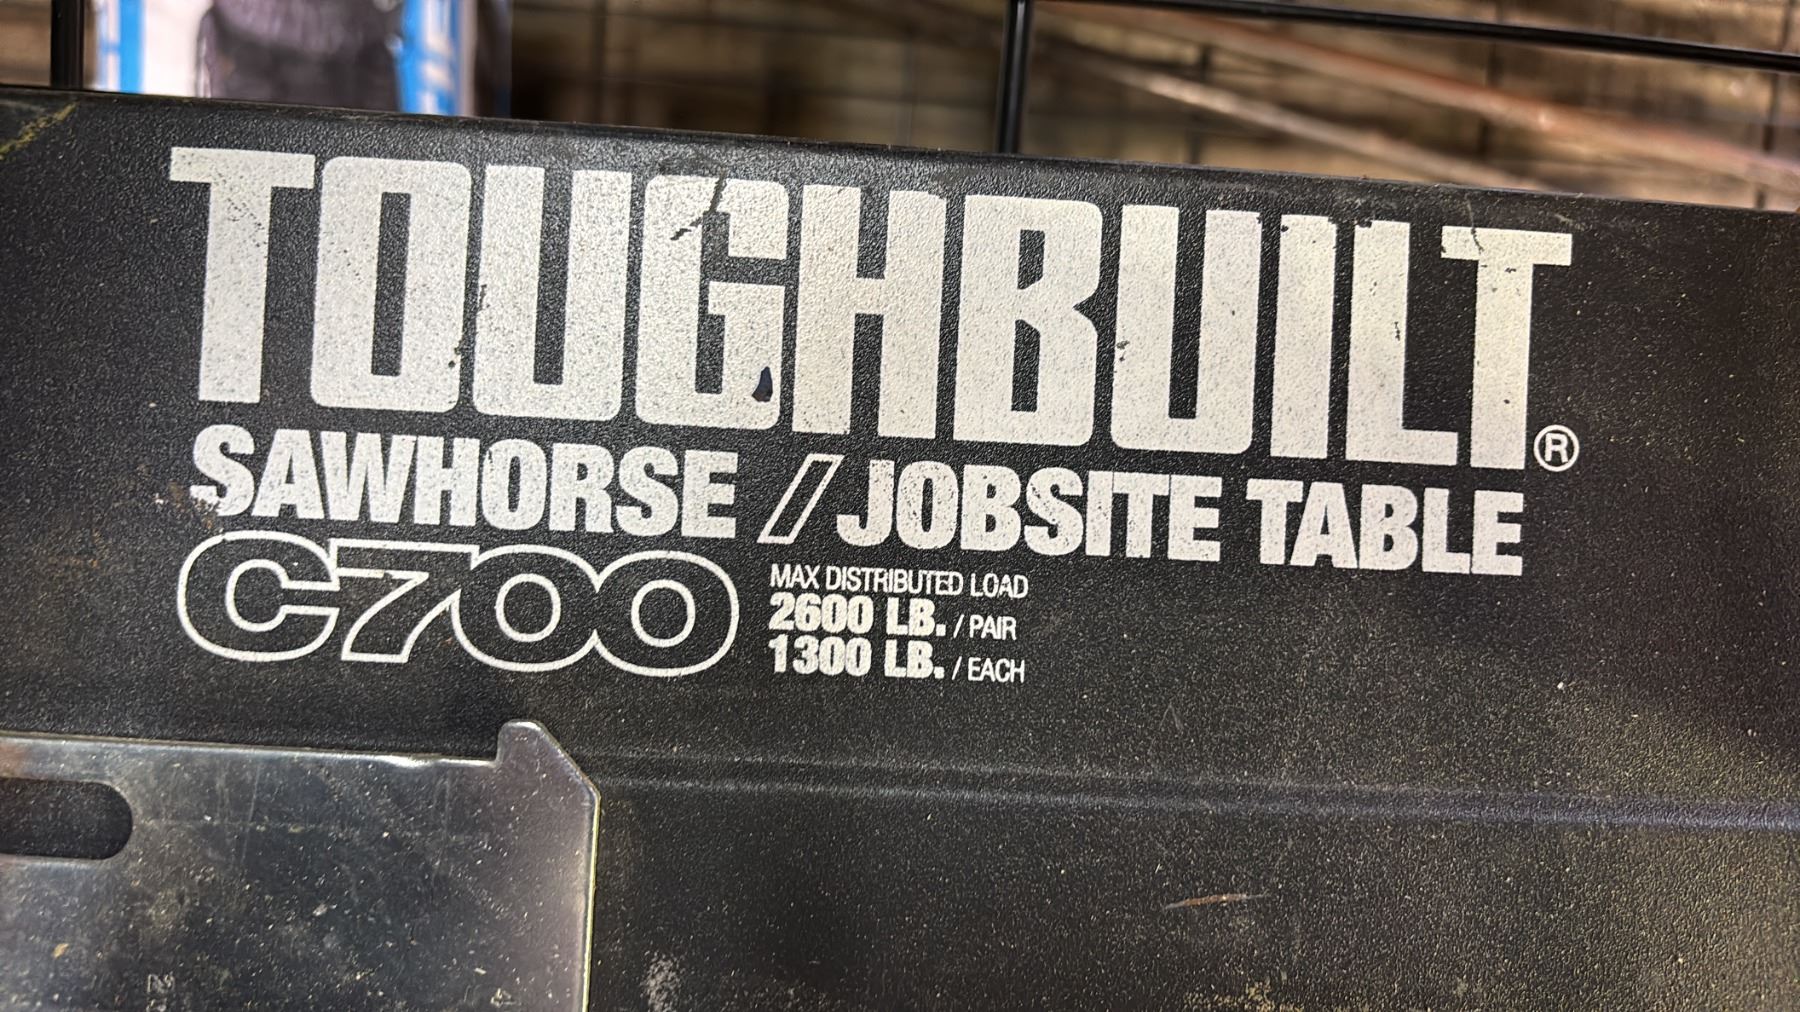 TOUGHBUILT®
SAWHORSE / JOBSITE TABLE
C700
MAX DISTRIBUTED LOAD
2600 LB. / PAIR
1300 LB. / EACH